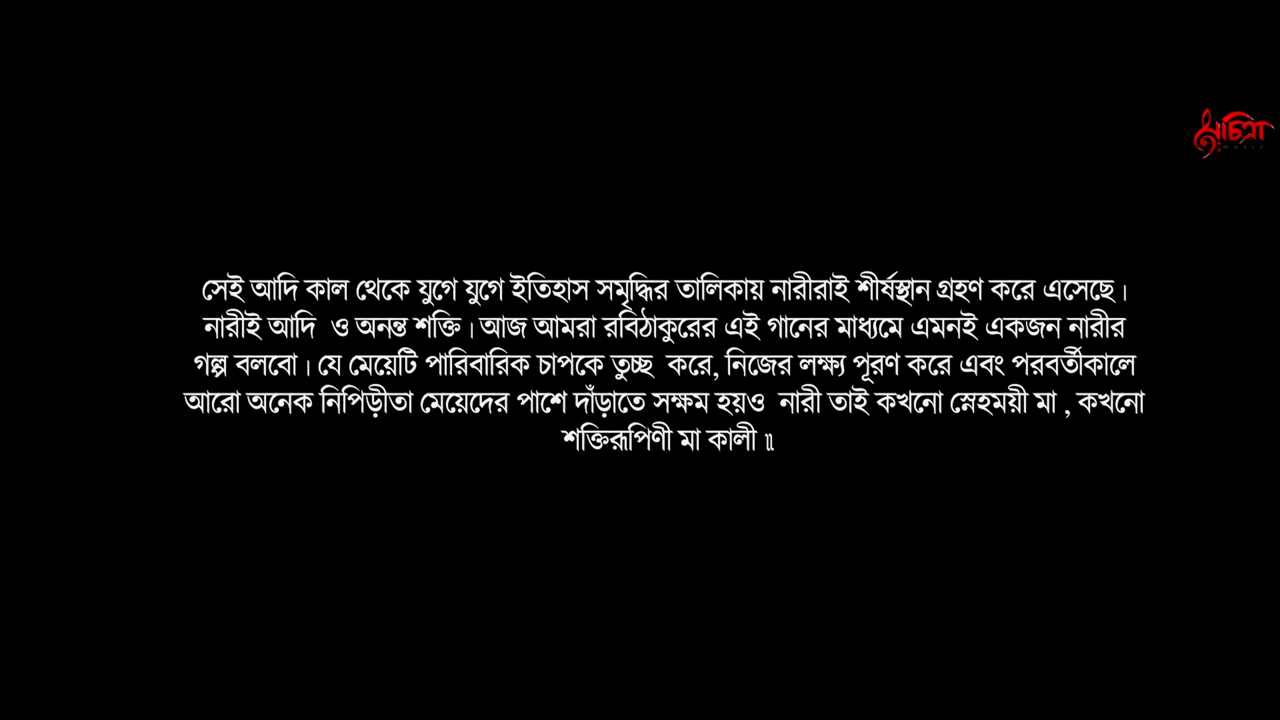 সুচিত্রা
MUSIC
সেই আদি কাল থেকে যুগে যুগে ইতিহাস সমৃদ্ধির তালিকায় নারীরাই শীর্ষস্থান গ্রহণ করে এসেছে।
নারীই আদি ও অনন্ত শক্তি। আজ আমরা রবিঠাকুরের এই গানের মাধ্যমে এমনই একজন নারীর
গল্প বলবো। যে মেয়েটি পারিবারিক চাপকে তুচ্ছ করে, নিজের লক্ষ্য পূরণ করে এবং পরবর্তীকালে
আরো অনেক নিপিড়ীতা মেয়েদের পাশে দাঁড়াতে সক্ষম হয়ও নারী তাই কখনো স্নেহময়ী মা , কখনো
শক্তিরূপিণী মা কালী ॥